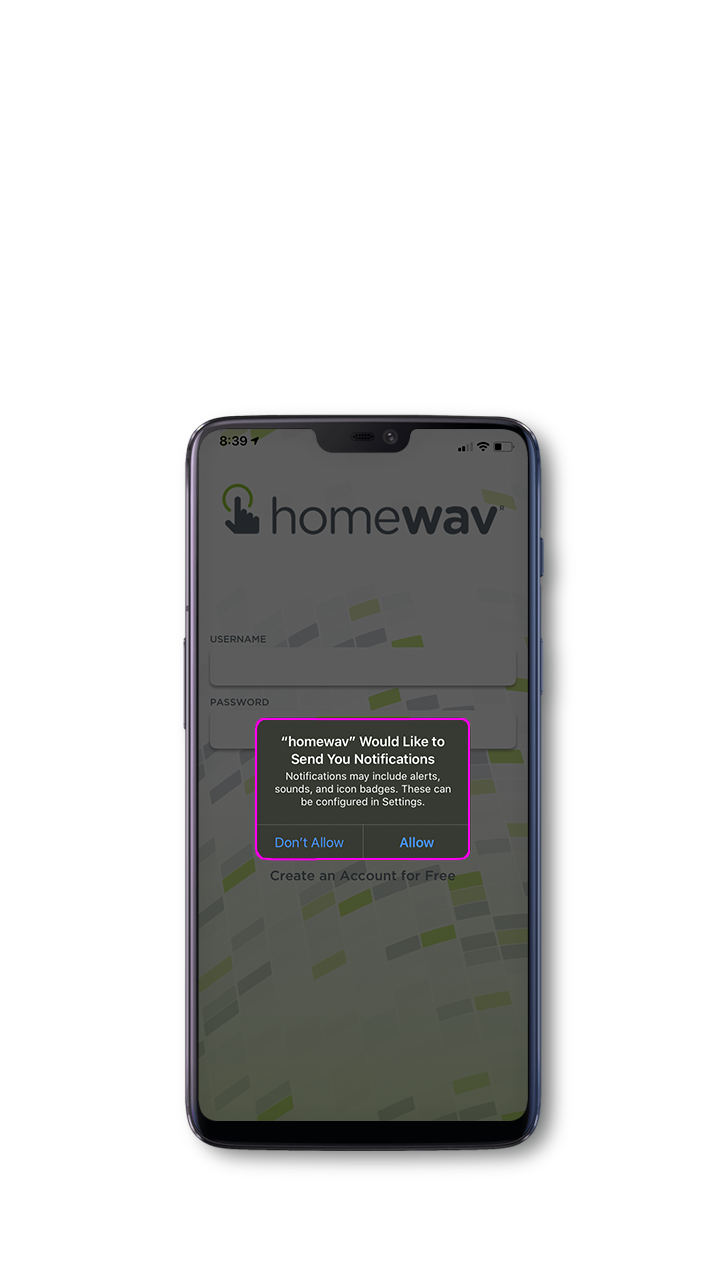 8:39
homewav®
USERNAME
PASSWORD
“homewav” Would Like to
Send You Notifications
Notifications may include alerts,
sounds, and icon badges. These can
be configured in Settings.
Don’t Allow
Allow
Create an Account for Free